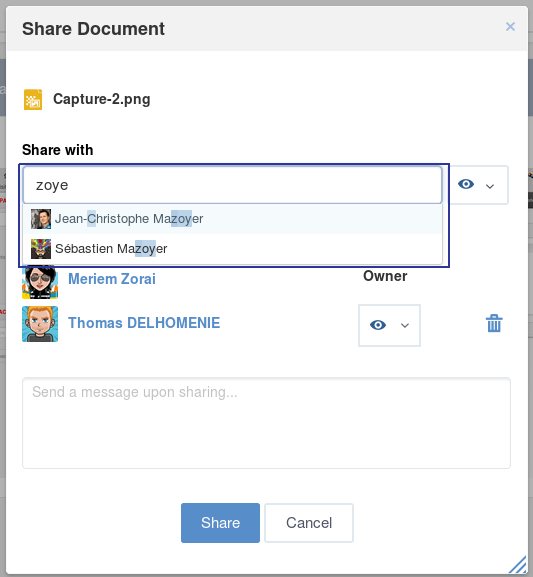 Share Document
×
Capture-2.png
Share with
zoye
Jean-Christophe Mazoyer
Sébastien Mazoyer
Meriem Zorai Owner
Thomas DELHOMENIE
Send a message upon sharing...
Share Cancel